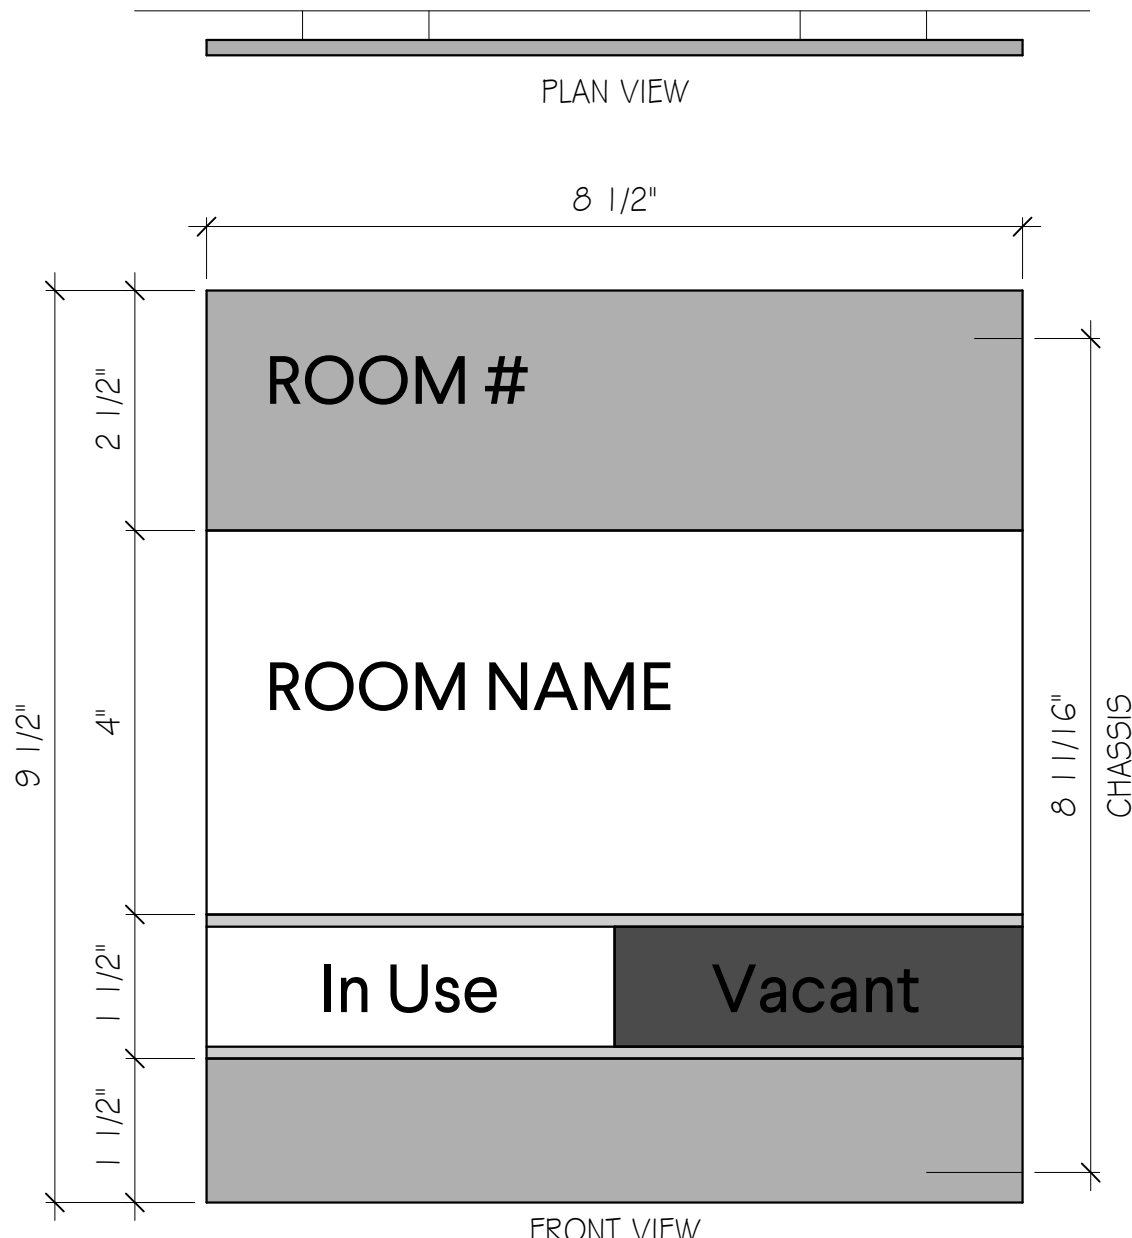 PLAN VIEW
8 1/2"
2 1/2"
ROOM #
9 1/2"
4"
ROOM NAME
8 11/16"
CHASSIS
1 1/2"
In Use
Vacant
1 1/2"
FRONT VIEW